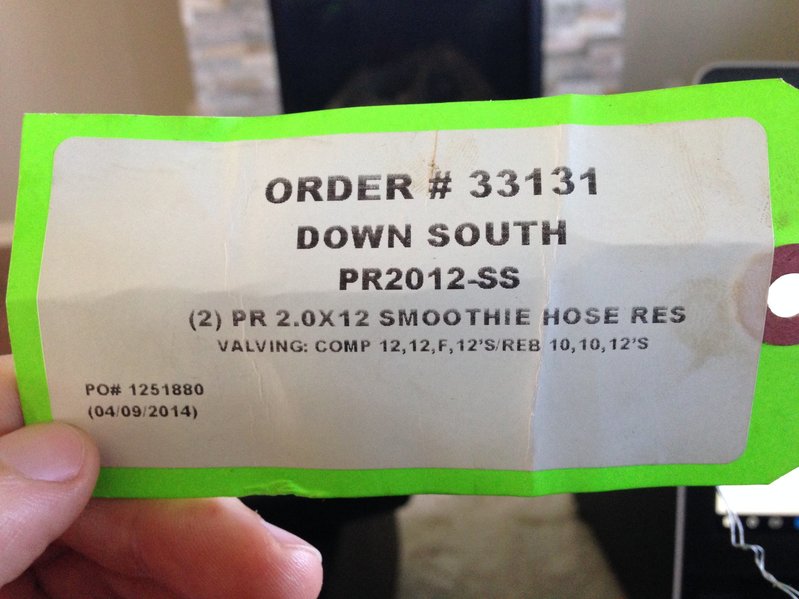 ORDER # 33131
DOWN SOUTH
PR2012-SS
(2) PR 2.0X12 SMOOTHIE HOSE RES
VALVING: COMP 12,12,F,12'S/REB 10,10,12'S
PO# 1251880
(04/09/2014)